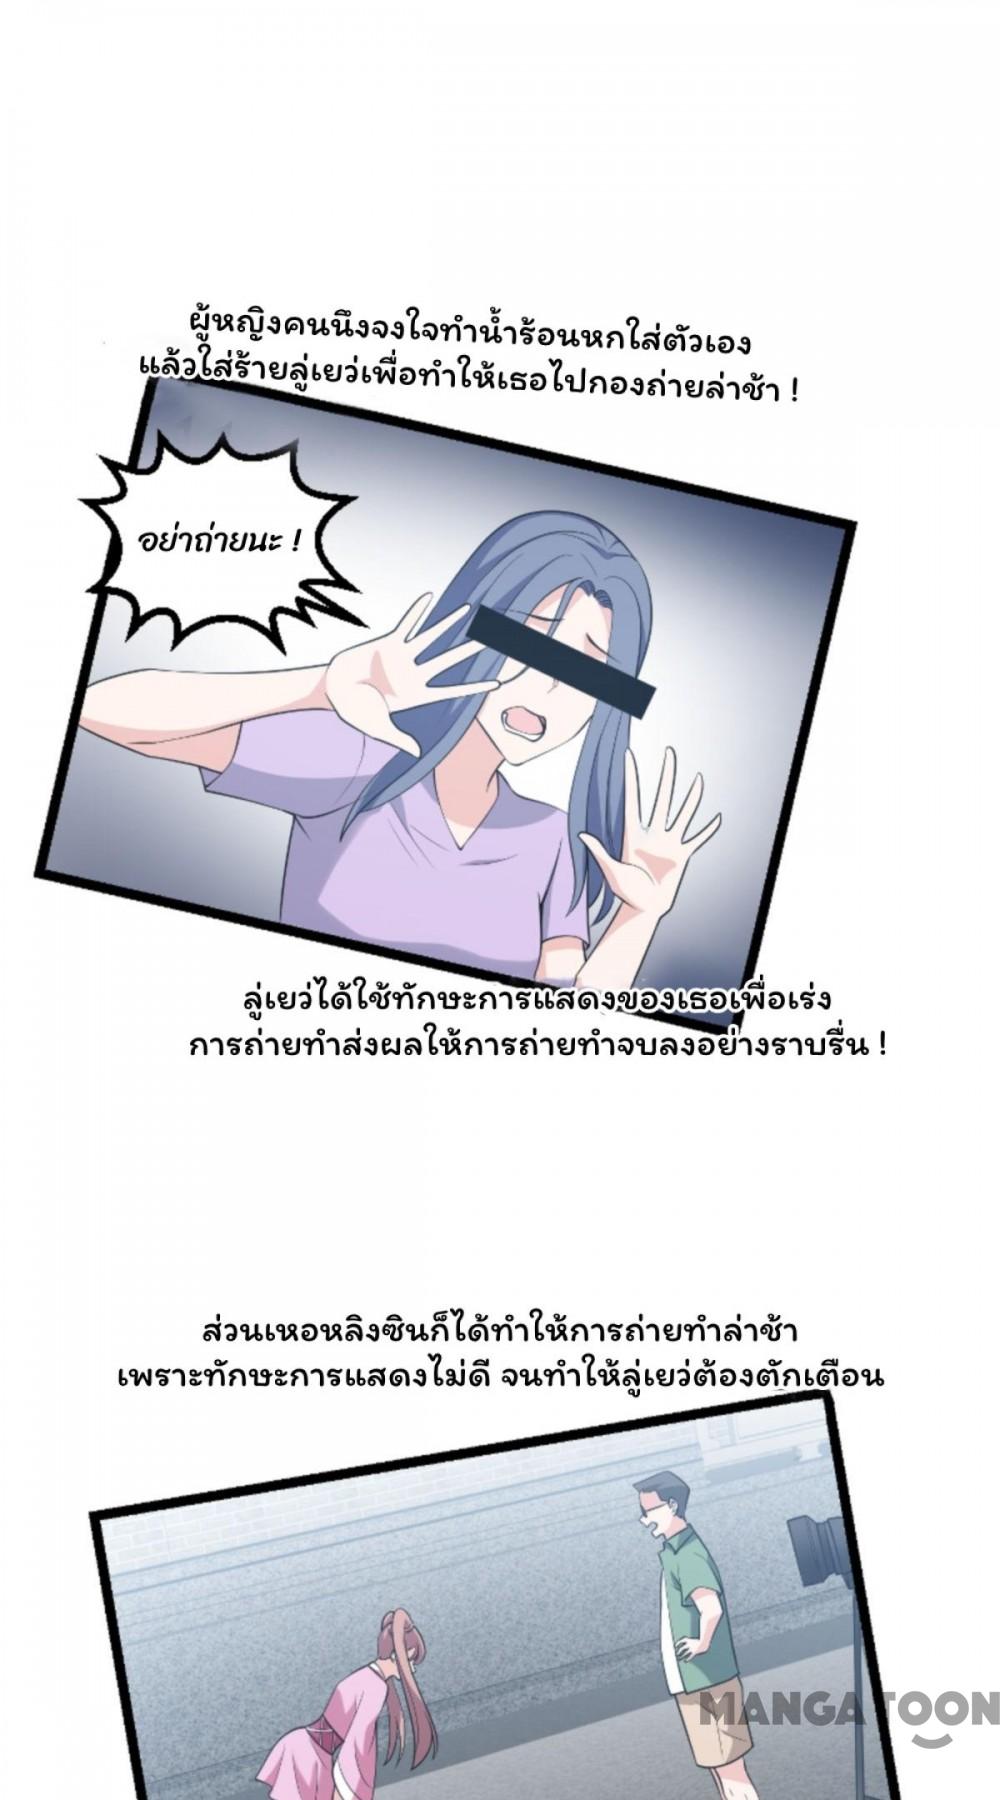 ผู้หญิงคนนึงจงใจทำน้ำร้อนหกใส่ตัวเอง
แล้วใส่ร้ายลู่เยว่เพื่อทำให้เธอไปกองถ่ายล่าช้า !
อย่าถ่ายนะ !
ลู่เยว่ได้ใช้ทักษะการแสดงของเธอเพื่อเร่ง
การถ่ายทำส่งผลให้การถ่ายทำจบลงอย่างราบรื่น !
ส่วนเหอหลิงซินก็ได้ทำให้การถ่ายทำล่าช้า
เพราะทักษะการแสดงไม่ดี จนทำให้ลู่เยว่ต้องตักเตือน
MANGATOON